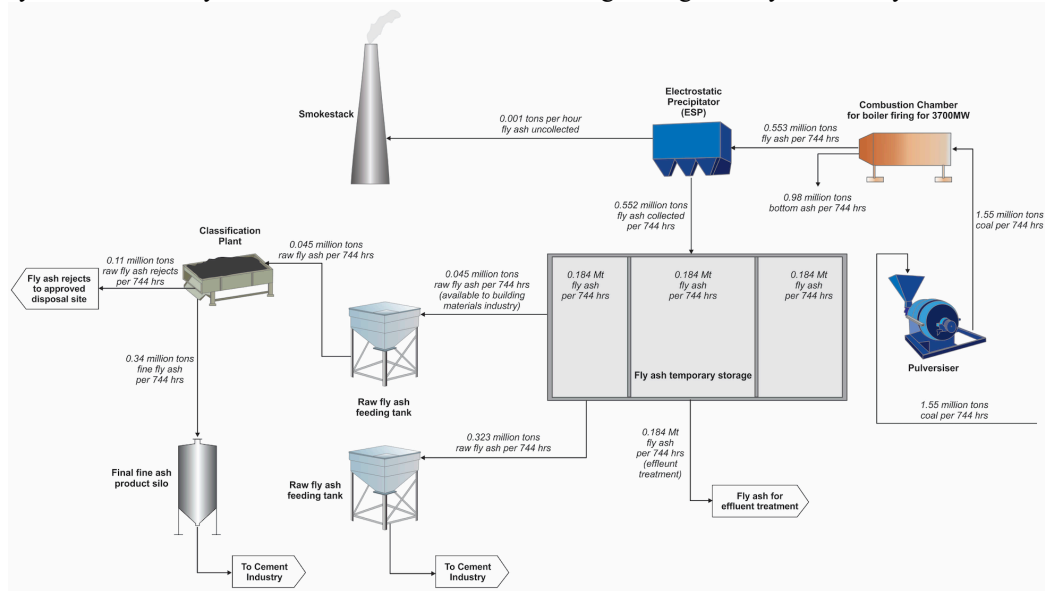 Smokestack
0.001 tons per hour
fly ash uncollected
Electrostatic
Precipitator
(ESP)
0.553 million tons
fly ash per 744 hrs
Combustion Chamber
for boiler firing for 3700MW
0.98 million tons
bottom ash per 744 hrs
1.55 million tons
coal per 744 hrs
0.552 million tons
fly ash collected
per 744 hrs
Classification
Plant
0.045 million tons
raw fly ash per 744 hrs
0.11 million tons
raw fly ash rejects
per 744 hrs
Fly ash rejects
to approved
disposal site
0.045 million tons
raw fly ash per 744 hrs
(available to building
materials industry)
0.184 Mt
fly ash
per 744 hrs
0.184 Mt
fly ash
per 744 hrs
0.184 Mt
fly ash
per 744 hrs
Fly ash temporary storage
Pulversiser
1.55 million tons
coal per 744 hrs
0.34 million tons
fine fly ash
per 744 hrs
Raw fly ash
feeding tank
0.323 million tons
raw fly ash per 744 hrs
0.184 Mt
fly ash
per 744 hrs
(effleunt
treatment)
Final fine ash
product silo
Raw fly ash
feeding tank
Fly ash for
effluent treatment
To Cement
Industry
To Cement
Industry